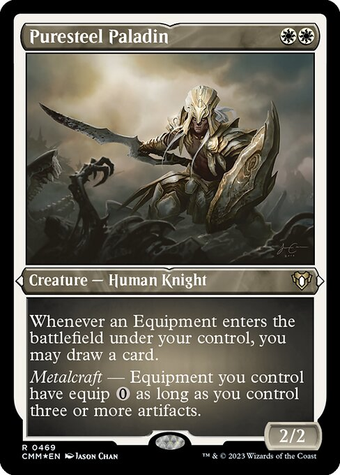 Puresteel Paladin
Creature — Human Knight
Whenever an Equipment enters the
battlefield under your control, you
may draw a card.
Metalcraft — Equipment you control
have equip 0 as long as you control
three or more artifacts.
2/2
R 0469
CMM★EN Jason Chan
™ & © 2023 Wizards of the Coast